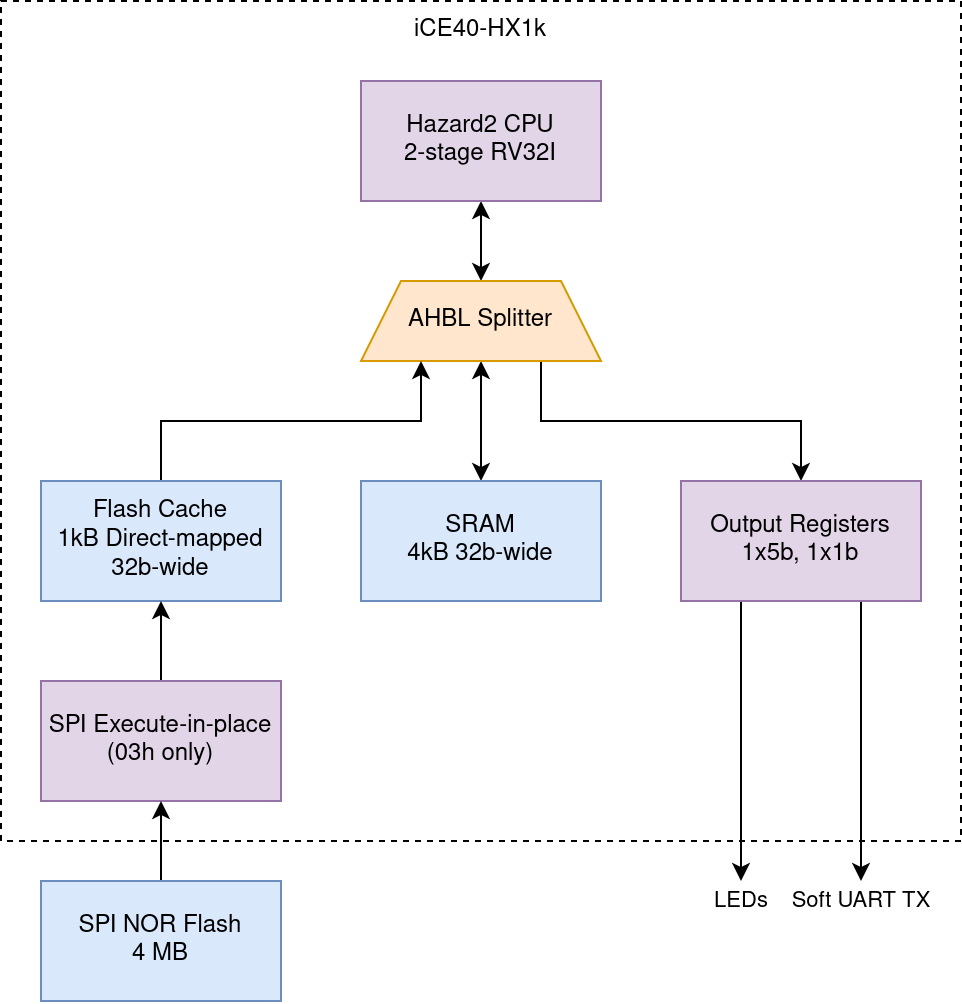 iCE40-HX1k
Hazard2 CPU
2-stage RV32I
AHBL Splitter
Flash Cache
1kB Direct-mapped
32b-wide
SRAM
4kB 32b-wide
Output Registers
1x5b, 1x1b
SPI Execute-in-place
(03h only)
SPI NOR Flash
4 MB
LEDs
Soft UART TX